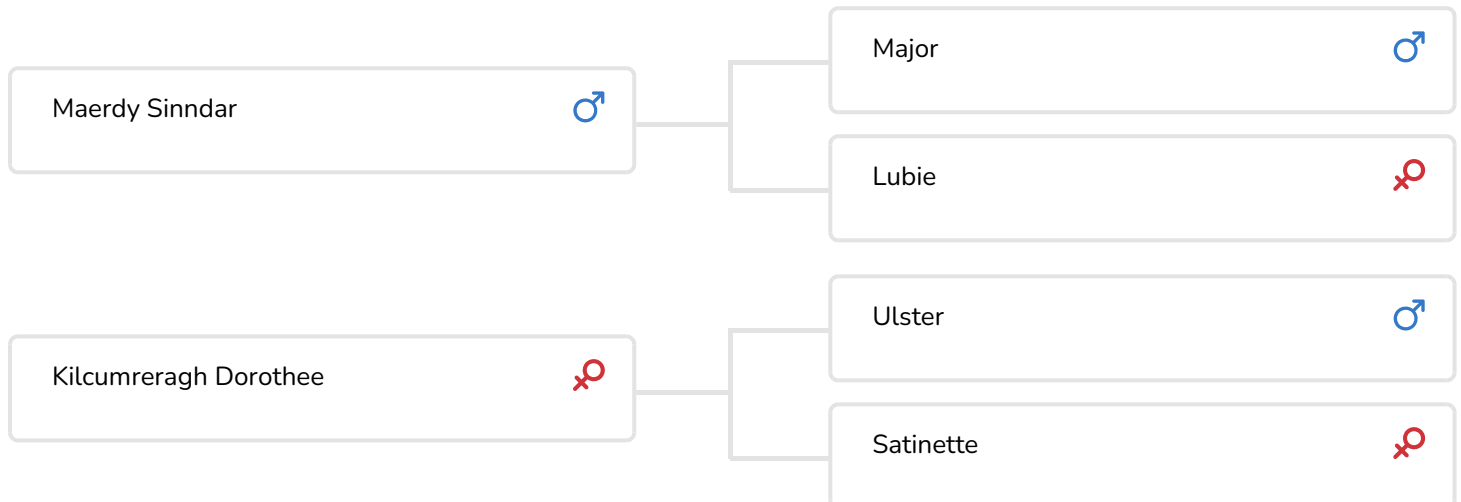 Major
Maerdy Sinndar
Lubie
Ulster
Kilcumreragh Dorothee
Satinette